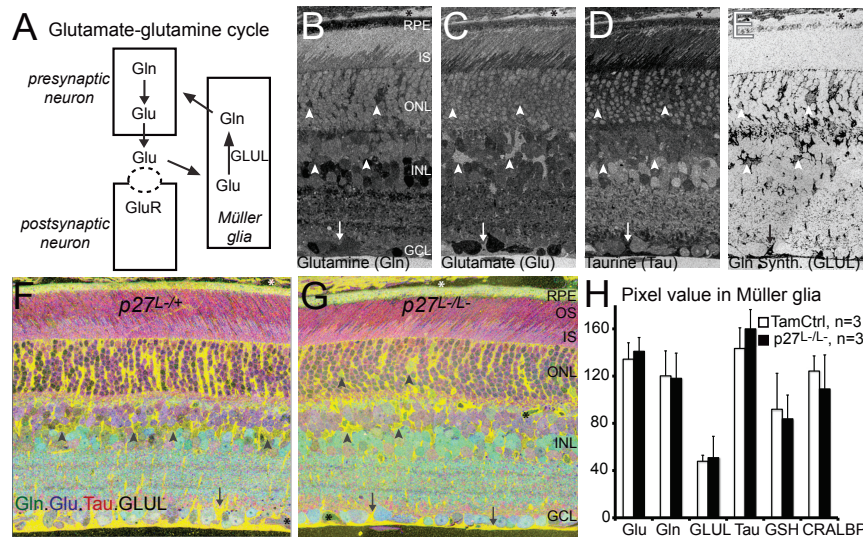 A Glutamate-glutamine cycle
presynaptic
neuron
Gln
Glu
Glu
GluR
postsynaptic
neuron
Gln
GLUL
Glu
Müller
glia
B
*
RPE
IS
ONL
INL
GCL
Glutamine (Gln)
C
*
Glutamate (Glu)
D
*
Taurine (Tau)
E
*
Gln Synth. (GLUL)
F
p27L-/+
*
*
Gln.Glu.Tau.GLUL
G
p27L-/L-
*
RPE
OS
IS
ONL
*
INL
*
GCL
H Pixel value in Müller glia
TamCtrl, n=3
p27L-/L-, n=3
160
120
80
40
0
Glu Gln GLUL Tau GSH CRALBP